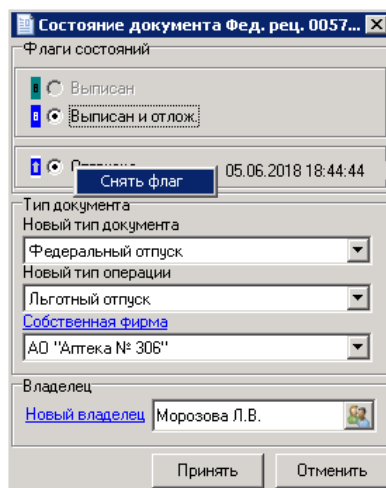 Состояние документа Фед. рец. 0057...
Флаги состояний
В Выписан
В Выписан и отлож.
05.06.2018 18:44:44
Снять флаг
Тип документа
Новый тип документа
Федеральный отпуск
Новый тип операции
Льготный отпуск
Собственная фирма
АО "Аптека № 306"
Владелец
Новый владелец Морозова Л.В.
Принять Отменить